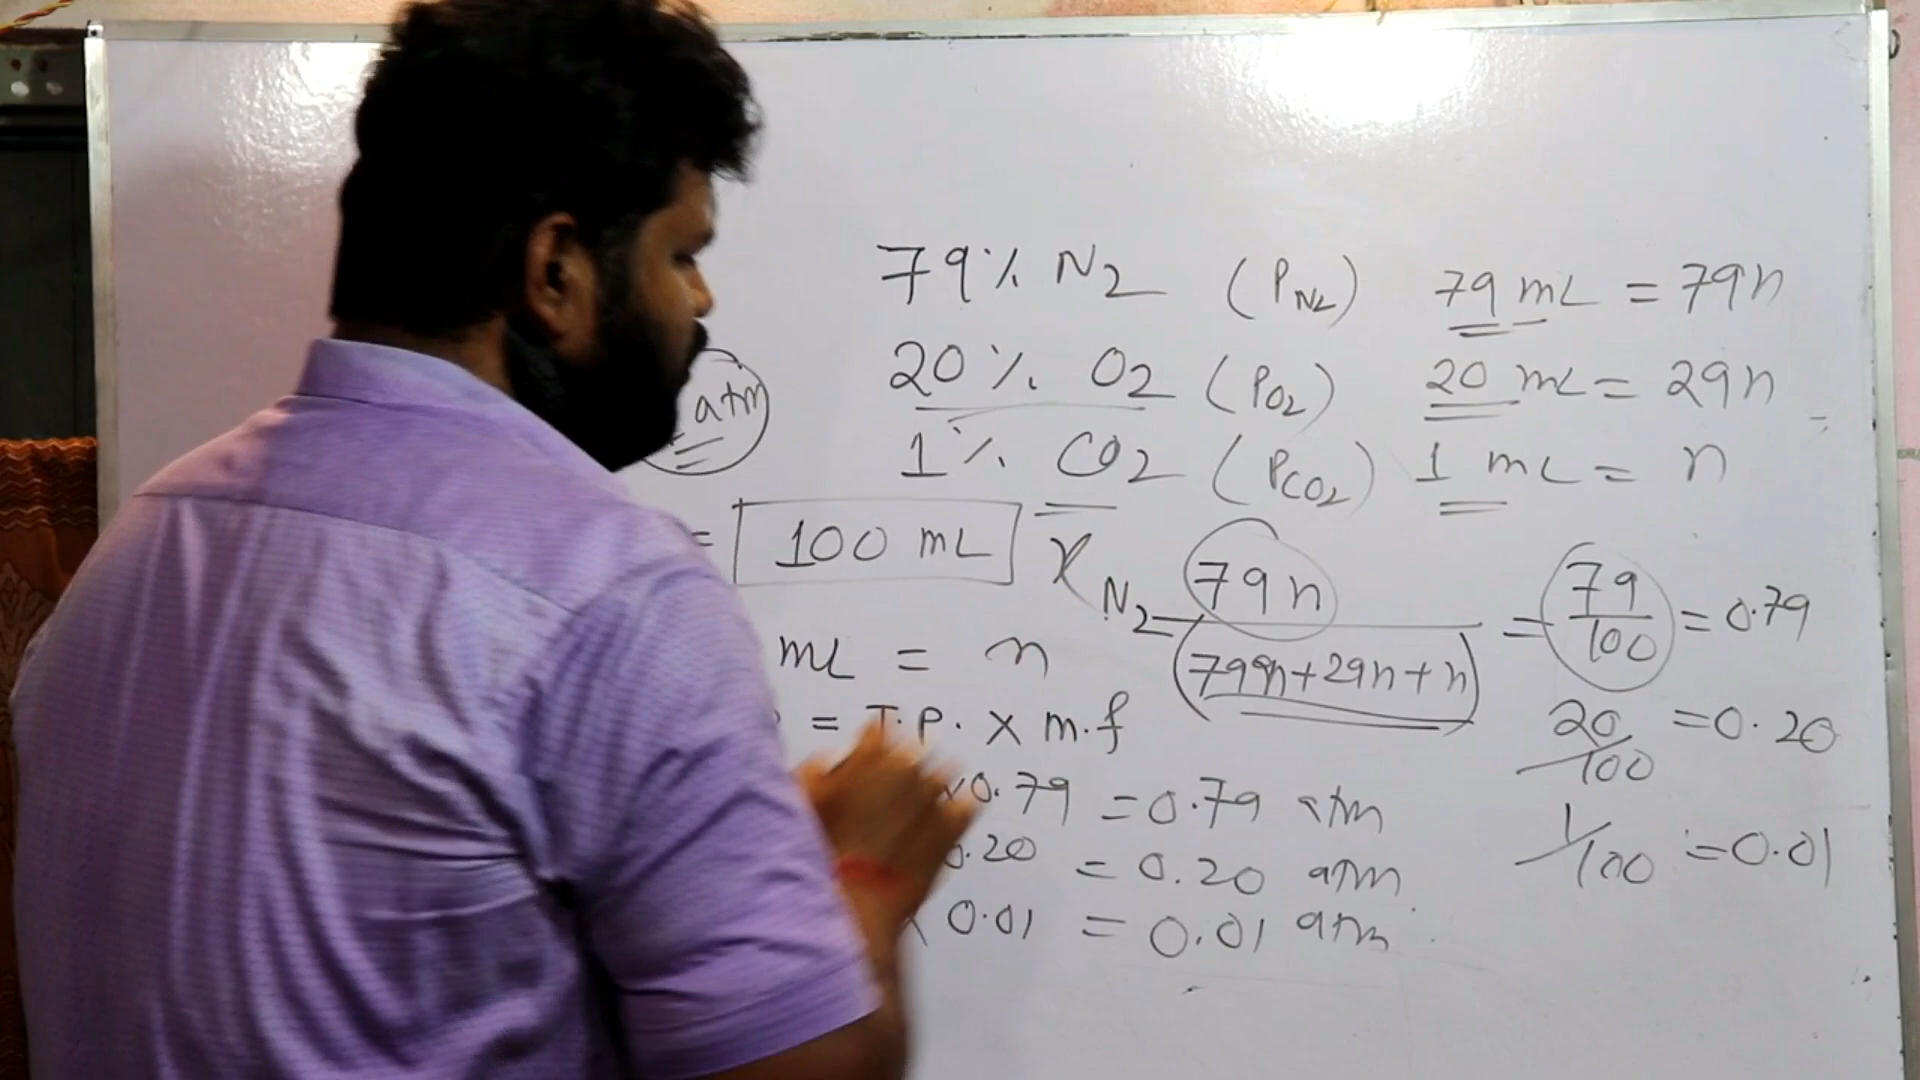 79% N2 (PN2) 79 mL = 79n
20% O2 (PO2) 20 mL = 29n
atm
1% CO2 (PCO2) 1 mL = n
= 100 mL
XN2 = 79n / (79n+29n+n) = 79/100 = 0.79
mL = n
= T.P. X m.f
20/100 = 0.20
0.79 = 0.79 atm
0.20 = 0.20 atm
1/100 = 0.01
X 0.01 = 0.01 atm